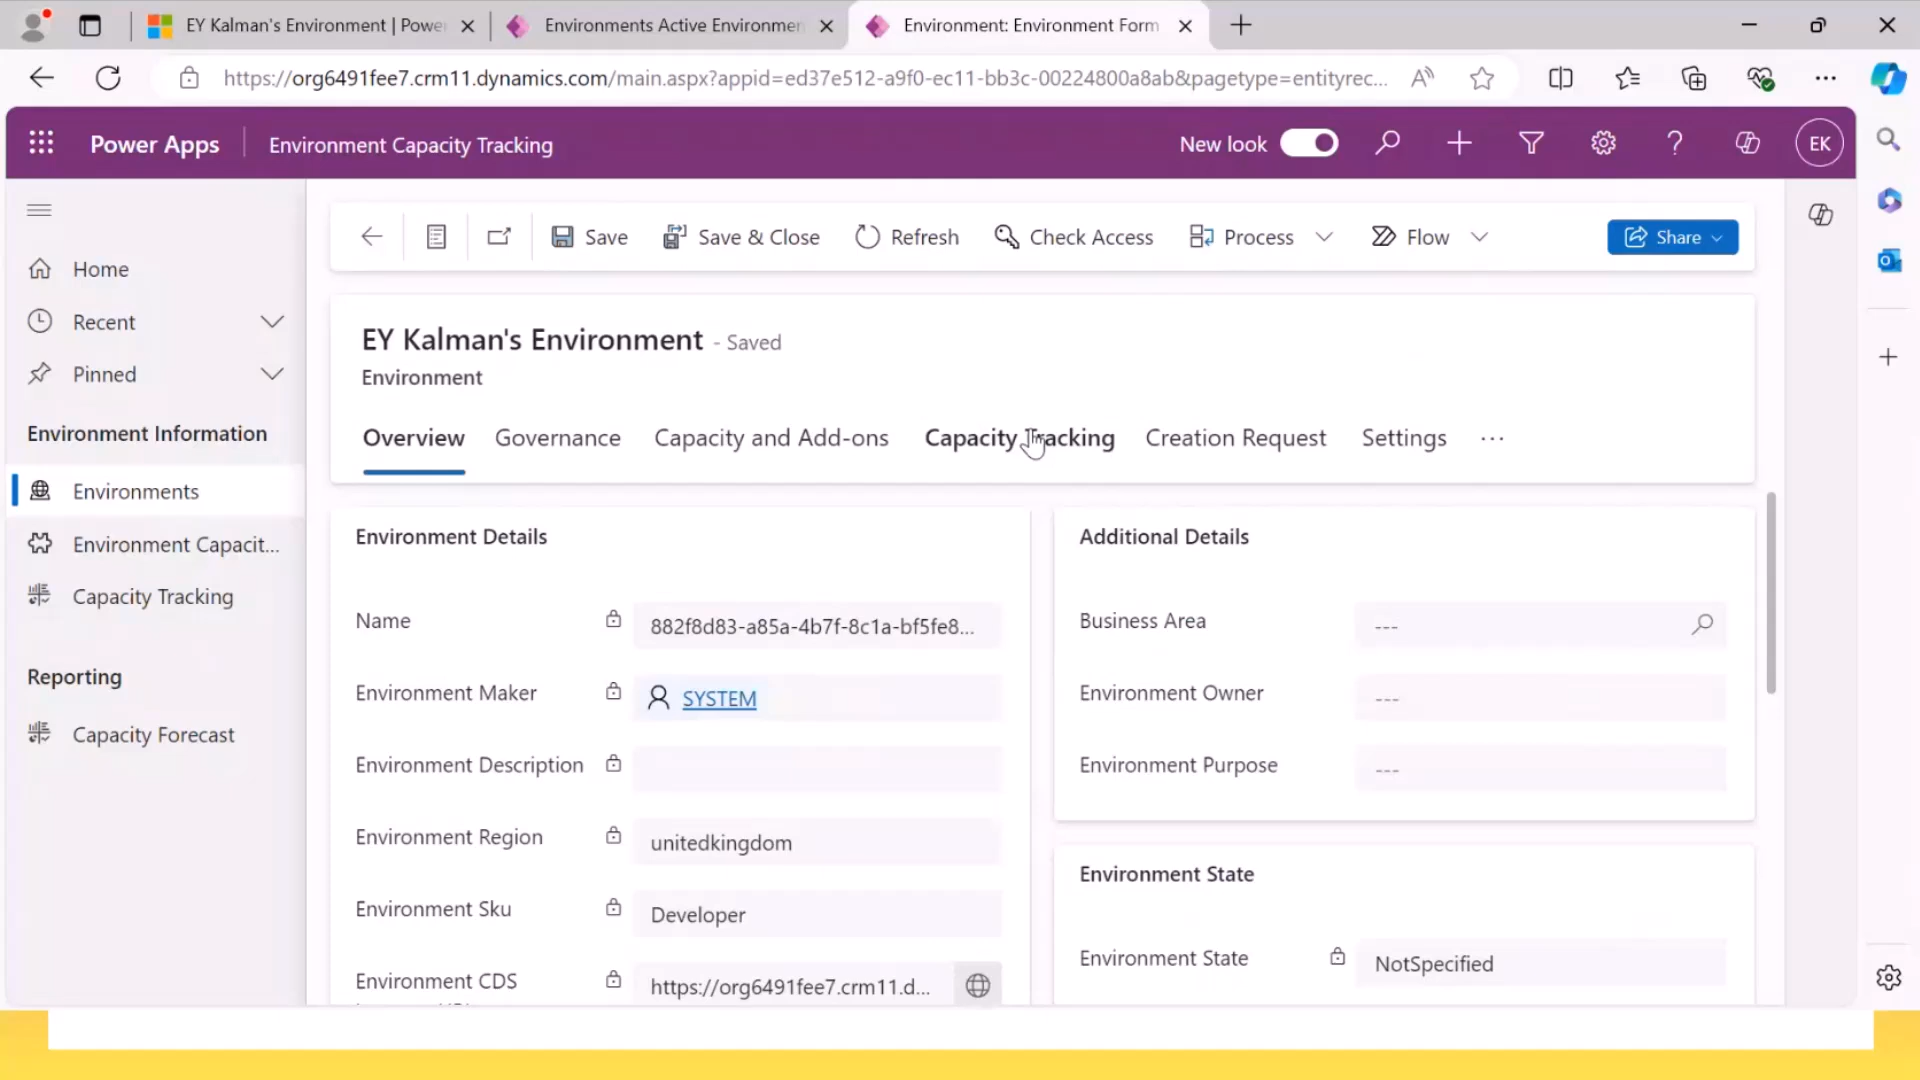 EY Kalman's Environment | Power
Environments Active Environmen
Environment: Environment Form
https://org6491fee7.crm11.dynamics.com/main.aspx?appid=ed37e512-a9f0-ec11-bb3c-00224800a8ab&pagetype=entityrec...
Power Apps
Environment Capacity Tracking
New look
EK
Save
Save & Close
Refresh
Check Access
Process
Flow
Share
Home
Recent
Pinned
Environment Information
Environments
Environment Capacit...
Capacity Tracking
Reporting
Capacity Forecast
EY Kalman's Environment - Saved
Environment
Overview
Governance
Capacity and Add-ons
Capacity Tracking
Creation Request
Settings
...
Environment Details
Name
882f8d83-a85a-4b7f-8c1a-bf5fe8...
Environment Maker
SYSTEM
Environment Description
Environment Region
unitedkingdom
Environment Sku
Developer
Environment CDS
https://org6491fee7.crm11.d...
Additional Details
Business Area
---
Environment Owner
---
Environment Purpose
---
Environment State
Environment State
NotSpecified